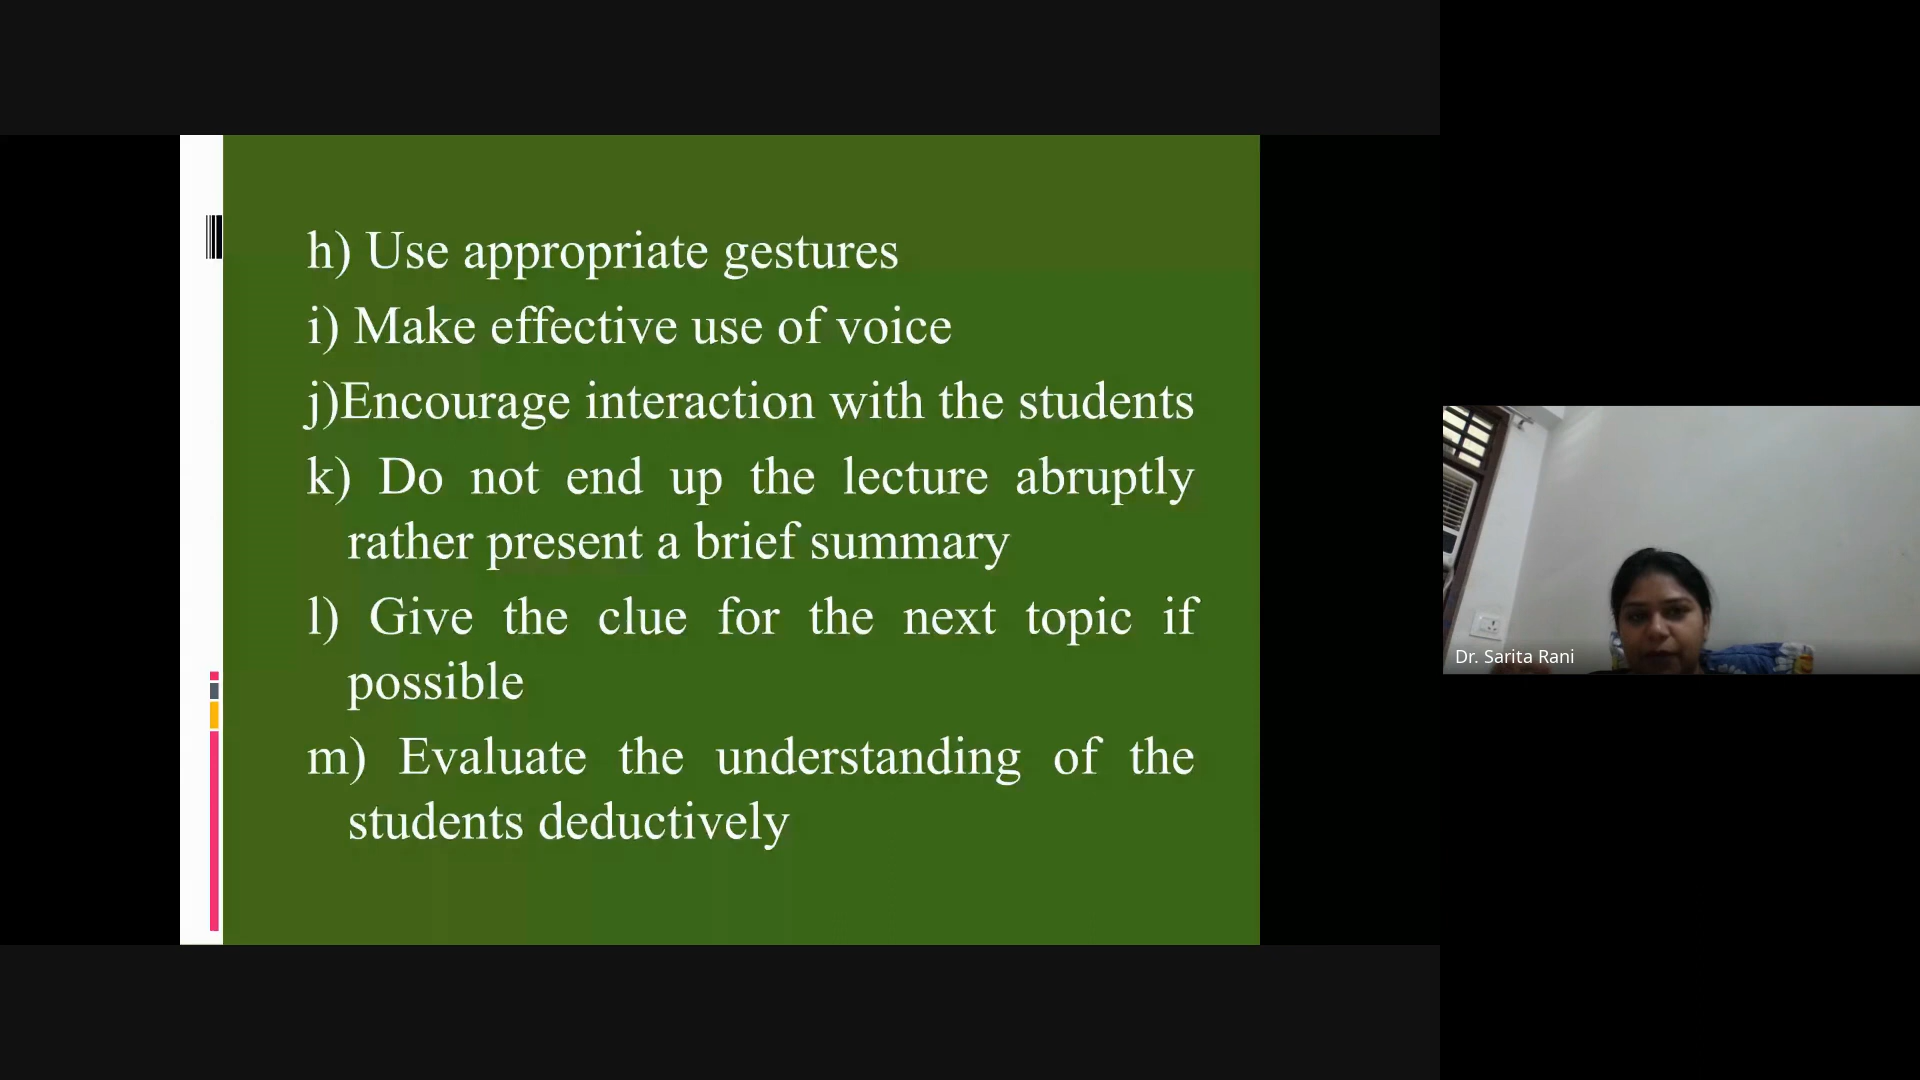 h) Use appropriate gestures
i) Make effective use of voice
j)Encourage interaction with the students
k) Do not end up the lecture abruptly
rather present a brief summary
l) Give the clue for the next topic if
possible
m) Evaluate the understanding of the
students deductively
Dr. Sarita Rani